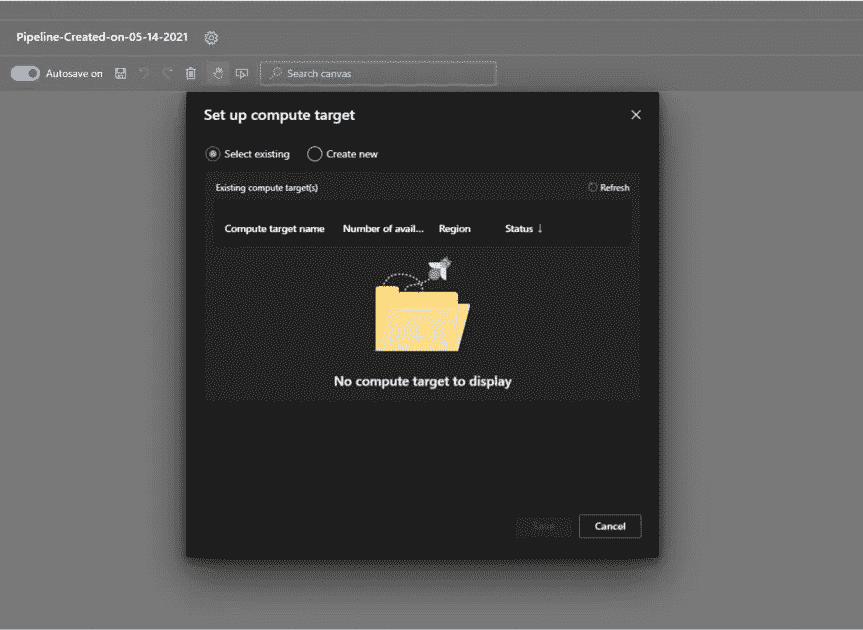 Pipeline-Created-on-05-14-2021
Autosave on
Search canvas
Set up compute target
Select existing
Create new
Existing compute target(s)
Refresh
Compute target name Number of avail... Region Status ↓
No compute target to display
Save Cancel